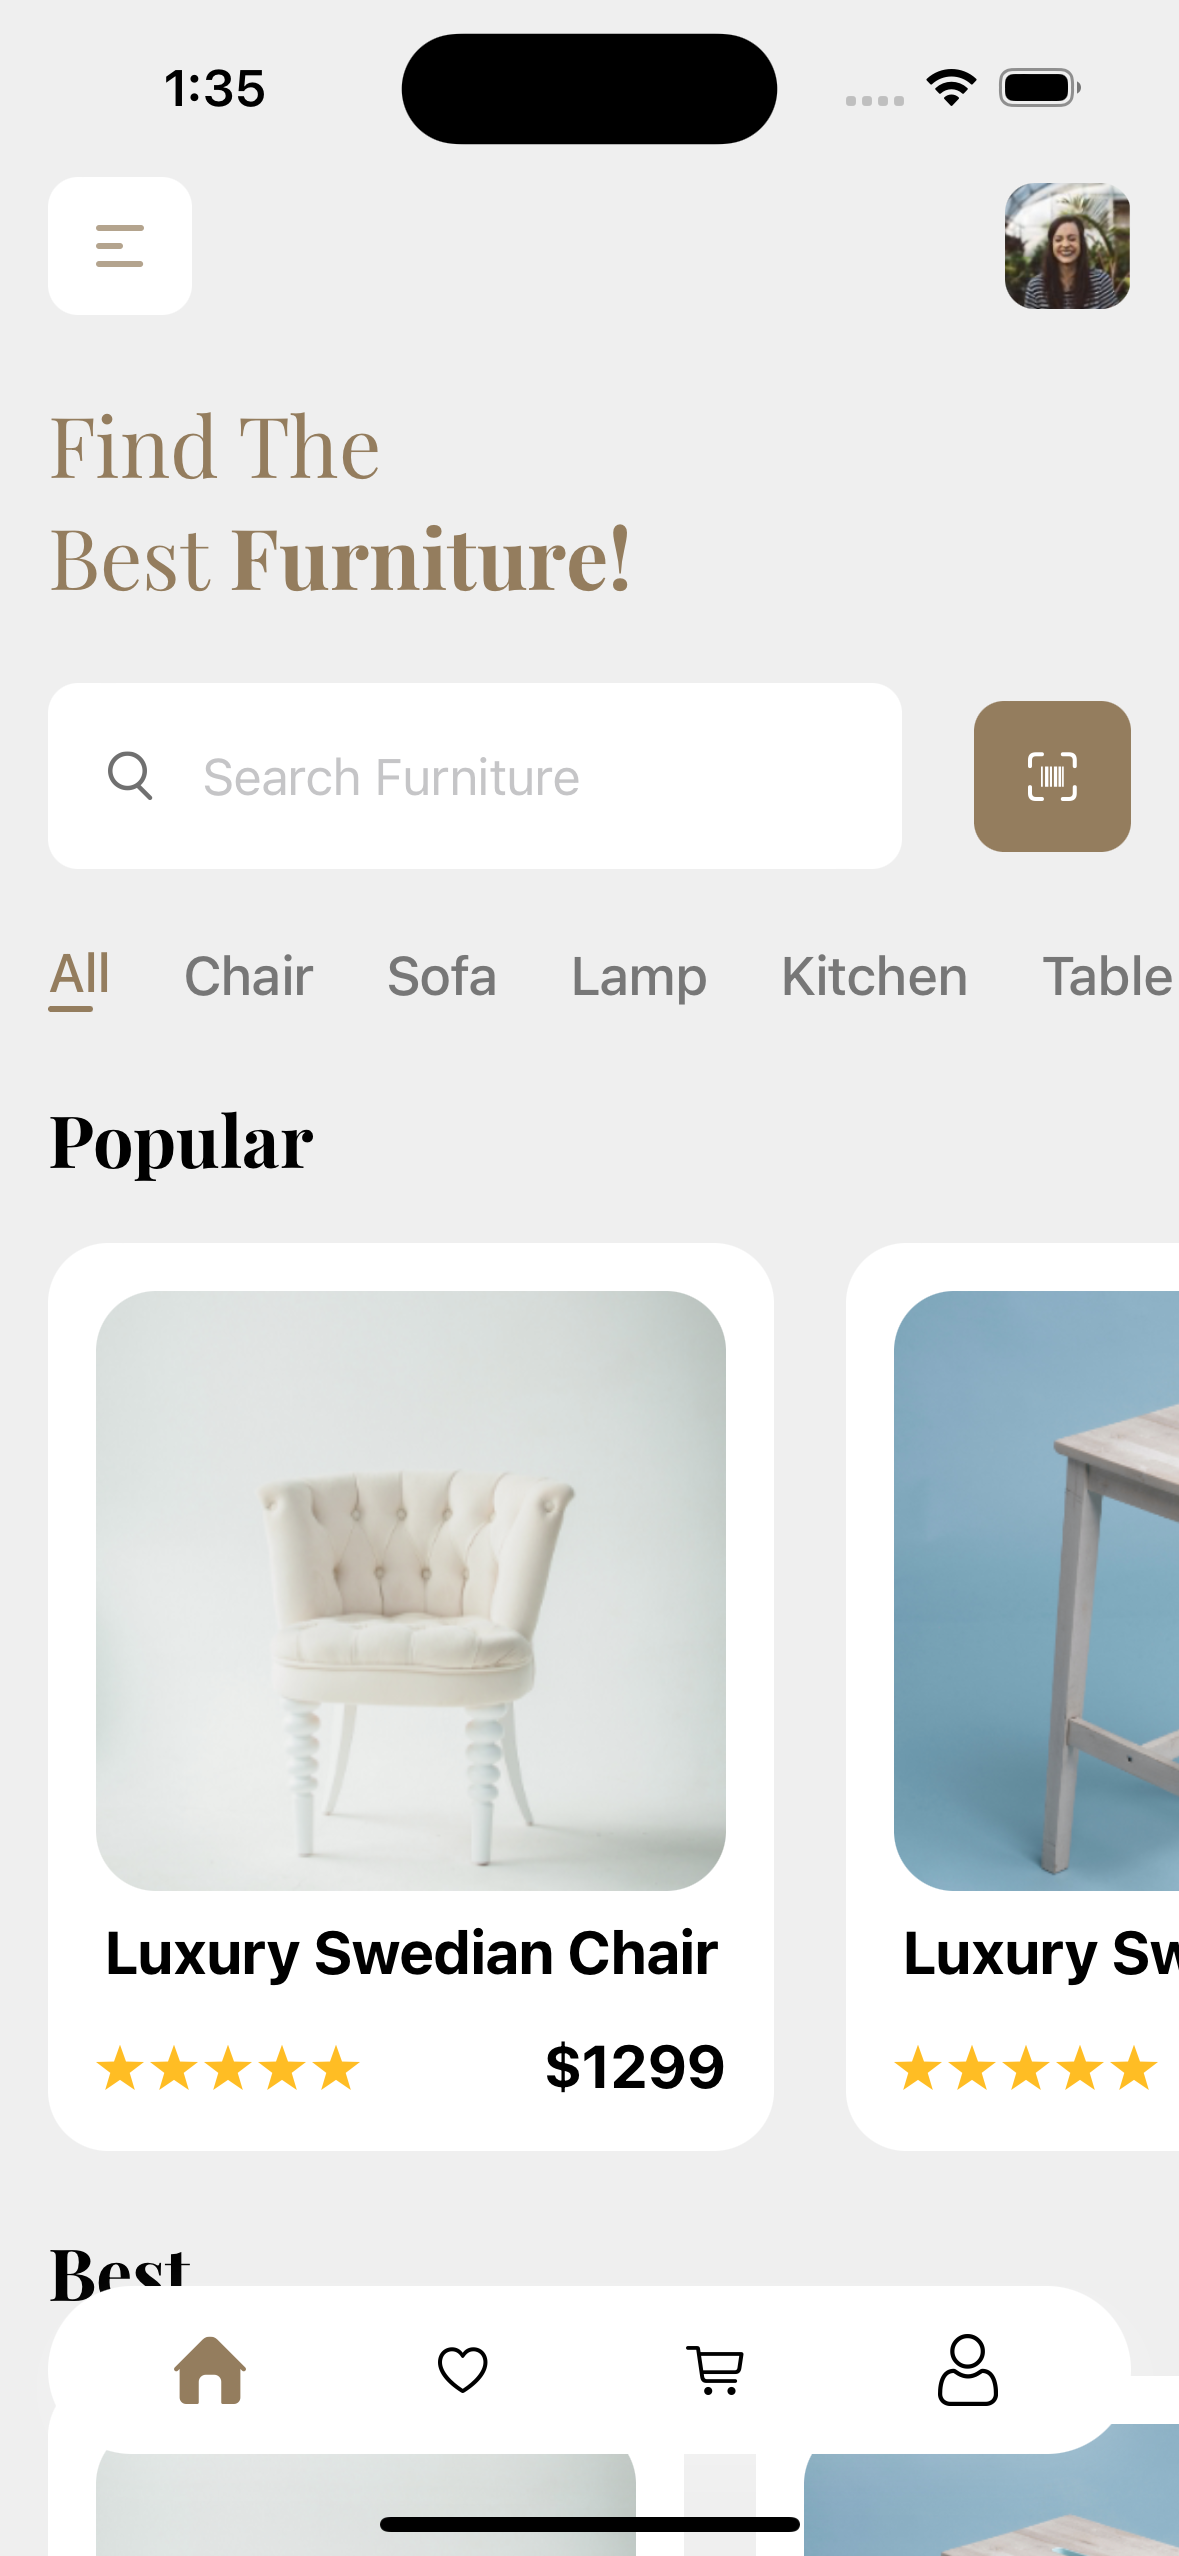 1:35
Find The
Best Furniture!
Search Furniture
All Chair Sofa Lamp Kitchen Table
Popular
Luxury Swedian Chair
Luxury Sw
$1299
Best